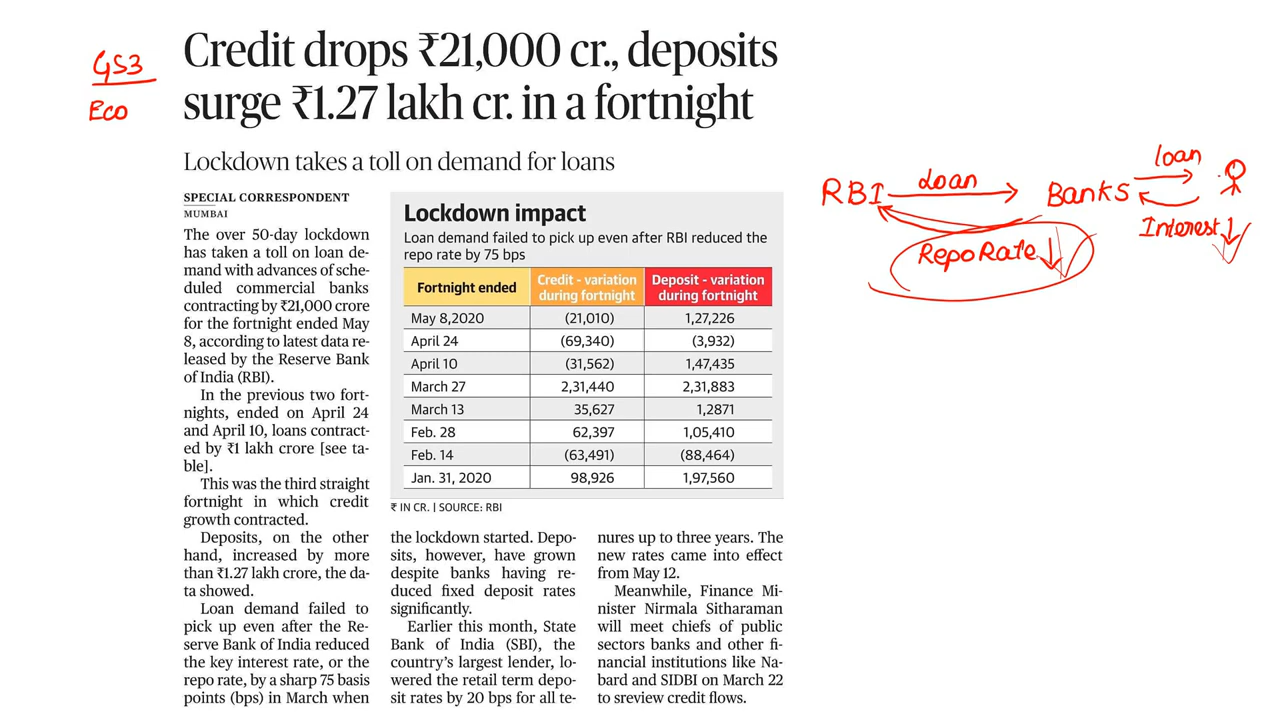 GS3
Eco
Credit drops ₹21,000 cr., deposits
surge ₹1.27 lakh cr. in a fortnight
Lockdown takes a toll on demand for loans
SPECIAL CORRESPONDENT
MUMBAI
The over 50-day lockdown
has taken a toll on loan de-
mand with advances of sche-
duled commercial banks
contracting by ₹21,000 crore
for the fortnight ended May
8, according to latest data re-
leased by the Reserve Bank
of India (RBI).
In the previous two fort-
nights, ended on April 24
and April 10, loans contract-
ed by ₹1 lakh crore [see ta-
ble].
This was the third straight
fortnight in which credit
growth contracted.
Deposits, on the other
hand, increased by more
than ₹1.27 lakh crore, the da-
ta showed.
Loan demand failed to
pick up even after the Re-
serve Bank of India reduced
the key interest rate, or the
repo rate, by a sharp 75 basis
points (bps) in March when
Lockdown impact
Loan demand failed to pick up even after RBI reduced the
repo rate by 75 bps
Fortnight ended Credit - variation during fortnight Deposit - variation during fortnight
May 8,2020 (21,010) 1,27,226
April 24 (69,340) (3,932)
April 10 (31,562) 1,47,435
March 27 2,31,440 2,31,883
March 13 35,627 1,2871
Feb. 28 62,397 1,05,410
Feb. 14 (63,491) (88,464)
Jan. 31, 2020 98,926 1,97,560
₹ IN CR. | SOURCE: RBI
the lockdown started. Depo-
sits, however, have grown
despite banks having re-
duced fixed deposit rates
significantly.
Earlier this month, State
Bank of India (SBI), the
country's largest lender, lo-
wered the retail term depo-
sit rates by 20 bps for all te-
nures up to three years. The
new rates came into effect
from May 12.
Meanwhile, Finance Mi-
nister Nirmala Sitharaman
will meet chiefs of public
sectors banks and other fi-
nancial institutions like Na-
bard and SIDBI on March 22
to sreview credit flows.
RBI Loan Banks loan
Repo Rate Interest